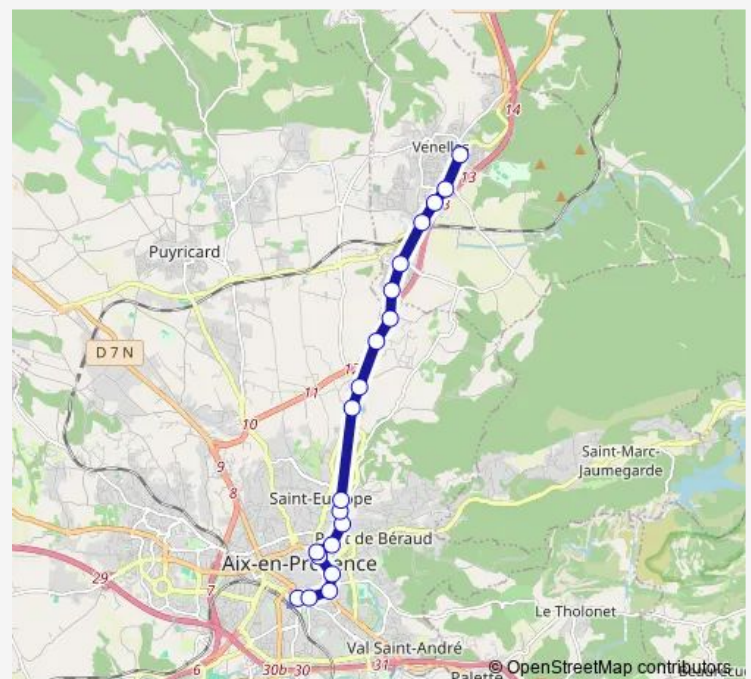 14
Venelles
13
Puyricard
D 7 N
11
10
9
8
Saint-Marc-
Jaumegarde
Saint-Eutrope
Parc de Béraud
Aix-en-Provence
29
7
Le Tholonet
Val Saint-André
6
30b 30
31
Palette
© OpenStreetMap contributors